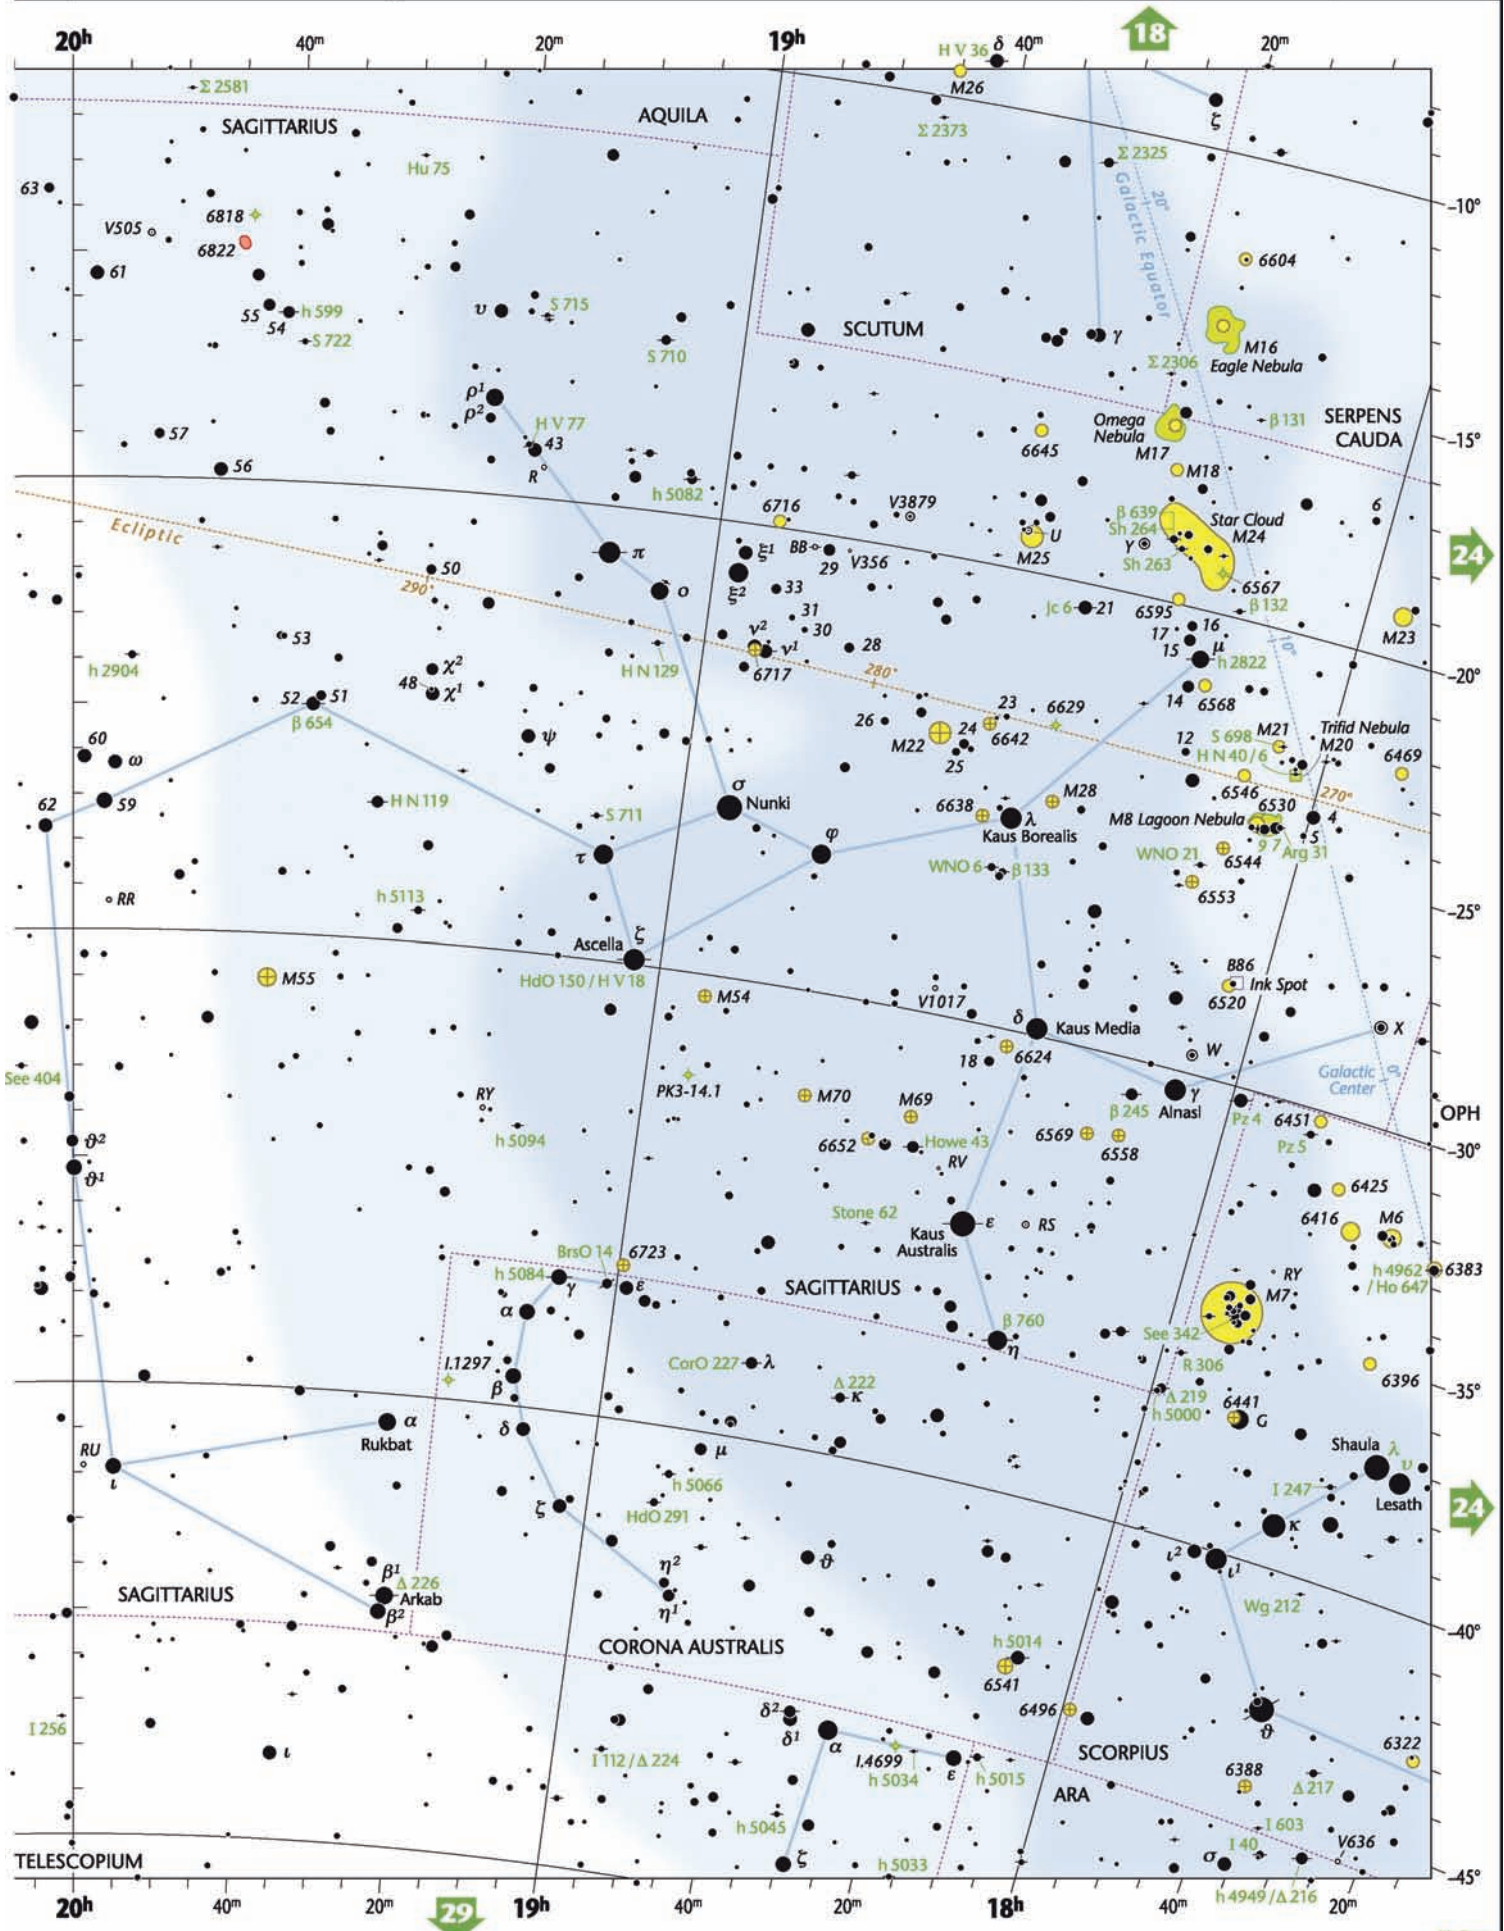 20h
40m
20m
19h
H V 36
δ
40m
18
20m
M26
Σ 2581
SAGITTARIUS
AQUILA
Σ 2373
ζ
Hu 75
Σ 2325
63
Galactic Equator
20°
–10°
6818
V505
6822
61
6604
υ
S 715
55
h 599
54
S 722
S 710
SCUTUM
γ
M16
Eagle Nebula
Σ 2306
ρ1
ρ2
H V 77
43
R
57
56
Omega
Nebula
M17
β 131
SERPENS
CAUDA
6645
–15°
M18
h 5082
6716
V3879
6
β 639
Sh 264
Star Cloud
M24
U
M25
Y
Sh 263
Ecliptic
π
ξ1
BB
29
V356
24
50
290°
ο
ξ2
33
6567
6595
β 132
Jc 6
21
31
30
16
17
15
μ
M23
53
ν2
ν1
28
h 2822
10°
h 2904
χ2
48
χ1
H N 129
6717
280°
–20°
52
51
β 654
14
6568
23
6629
26
24
6642
M22
25
Trifid Nebula
M20
M21
S 698
H N 40 / 6
60
ω
ψ
12
6469
6546
270°
59
62
H N 119
σ
Nunki
S 711
6638
M28
λ
Kaus Borealis
6530
M8 Lagoon Nebula
4
5
9 7
Arg 31
τ
φ
WNO 6
β 133
WNO 21
6544
6553
RR
h 5113
–25°
Ascella
ζ
HdO 150 / H V 18
M55
M54
V1017
B86
Ink Spot
6520
δ
Kaus Media
X
18
6624
W
Galactic
Center
0°
See 404
PK3-14.1
RY
h 5094
M70
M69
β 245
γ
Alnasl
Pz 4
6451
OPH
Pz 5
6652
Howe 43
6569
6558
–30°
ϑ2
ϑ1
RV
6425
Stone 62
Kaus
Australis
ε
RS
6416
M6
BrsO 14
6723
h 5084
γ
ε
SAGITTARIUS
h 4962
/ Ho 647
6383
RY
M7
α
β 760
See 342
η
I.1297
CorO 227
λ
R 306
6396
β
Δ 222
κ
Δ 219
h 5000
–35°
6441
G
α
Rukbat
δ
RU
ι
μ
Shaula
λ
υ
Lesath
24
h 5066
I 247
ζ
HdO 291
κ
ϑ
ι2
ι1
η2
η1
β1
Δ 226
Arkab
β2
SAGITTARIUS
Wg 212
–40°
CORONA AUSTRALIS
h 5014
6541
6496
I 256
δ2
δ1
α
ϑ
ι
I 112 / Δ 224
I.4699
h 5034
ε
h 5015
SCORPIUS
6322
6388
Δ 217
ARA
h 5045
I 603
I 40
V636
TELESCOPIUM
ζ
h 5033
σ
–45°
h 4949 / Δ 216
20h
40m
20m
29
19h
40m
20m
18h
40m
20m